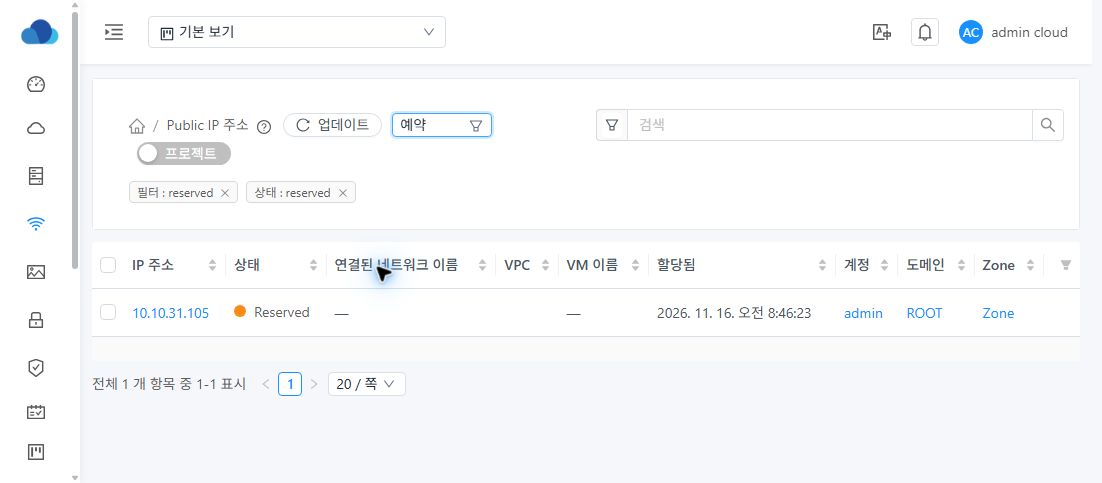 기본 보기
AC admin cloud
/ Public IP 주소 업데이트 예약 검색
프로젝트
필터 : reserved 상태 : reserved
IP 주소 상태 연결된 네트워크 이름 VPC VM 이름 할당됨 계정 도메인 Zone
10.10.31.105 Reserved — — 2026. 11. 16. 오전 8:46:23 admin ROOT Zone
전체 1 개 항목 중 1-1 표시 < 1 > 20 / 쪽